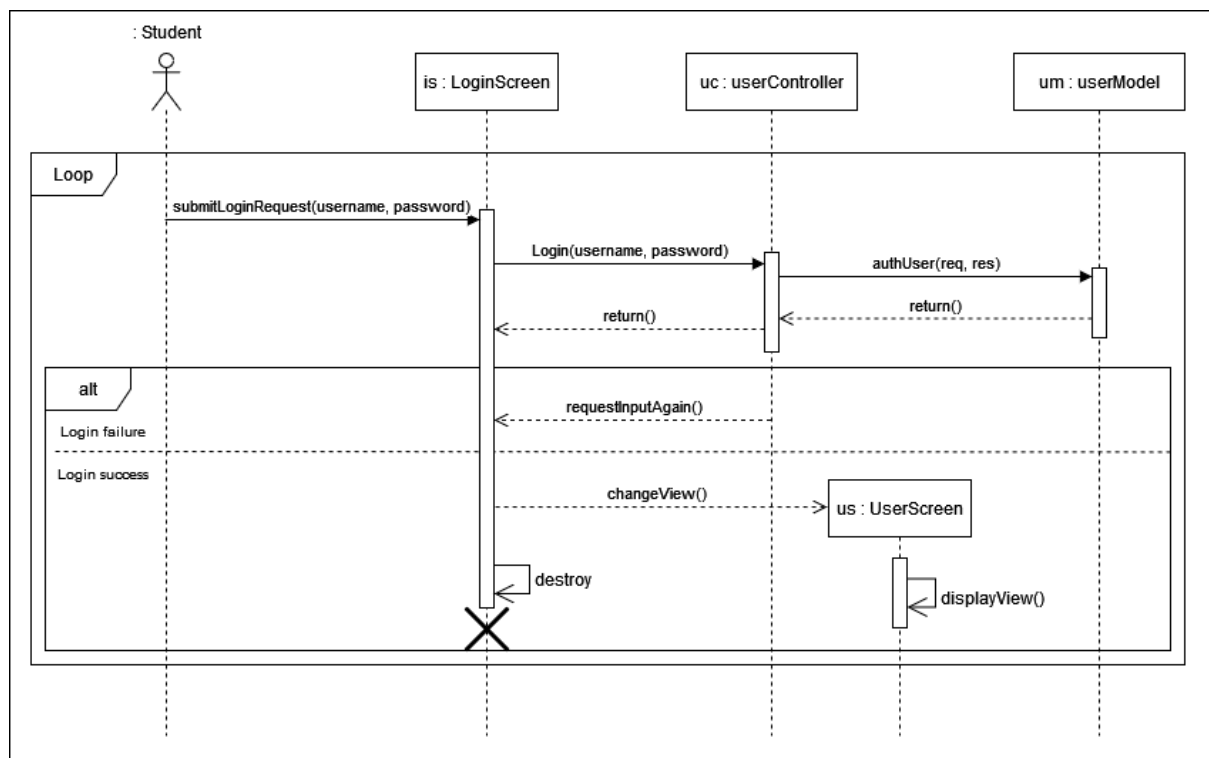 : Student
is : LoginScreen
uc : userController
um : userModel
Loop
submitLoginRequest(username, password)
Login(username, password)
authUser(req, res)
return()
return()
alt
requestInputAgain()
Login failure
Login success
changeView()
us : UserScreen
destroy
displayView()